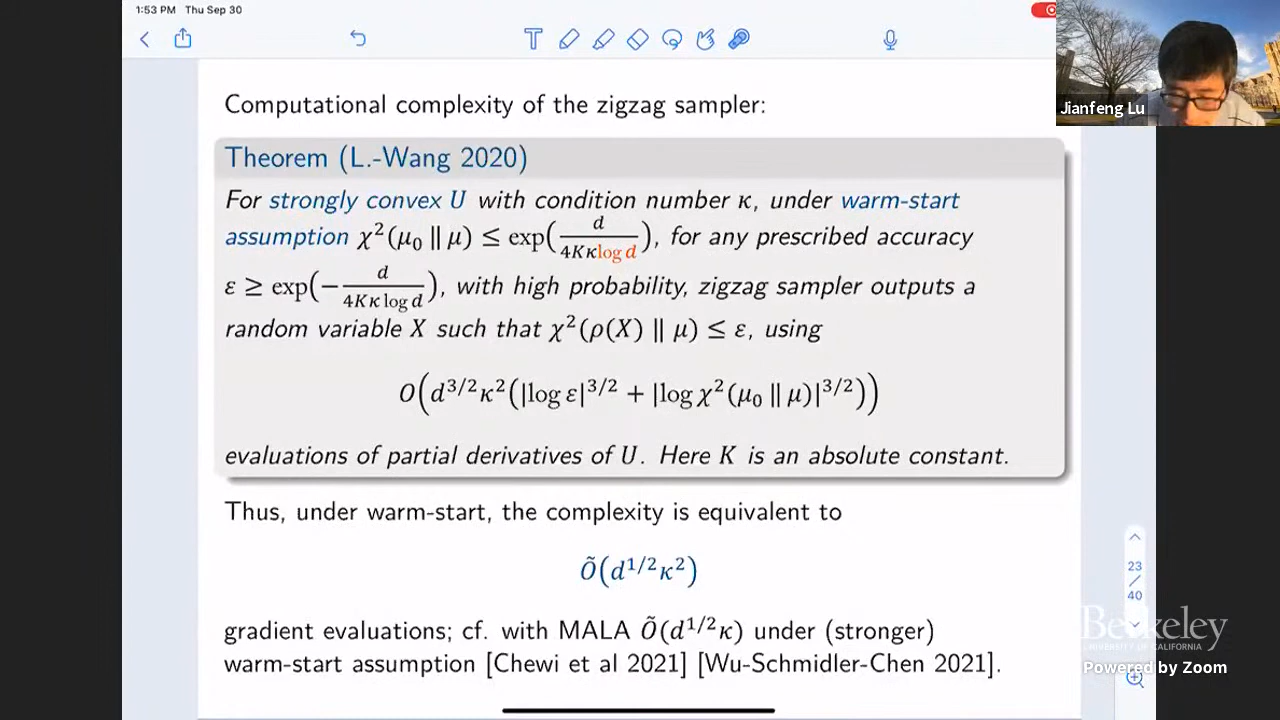 1:53 PM Thu Sep 30
Jianfeng Lu
Computational complexity of the zigzag sampler:
Theorem (L.-Wang 2020)
For strongly convex U with condition number κ, under warm-start
assumption χ²(μ₀ ‖ μ) ≤ exp(d/(4Kκ log d)), for any prescribed accuracy
ε ≥ exp(−d/(4Kκ log d)), with high probability, zigzag sampler outputs a
random variable X such that χ²(ρ(X) ‖ μ) ≤ ε, using
O(d^{3/2}κ²(|log ε|^{3/2} + |log χ²(μ₀ ‖ μ)|^{3/2}))
evaluations of partial derivatives of U. Here K is an absolute constant.
Thus, under warm-start, the complexity is equivalent to
Õ(d^{1/2}κ²)
gradient evaluations; cf. with MALA Õ(d^{1/2}κ) under (stronger)
warm-start assumption [Chewi et al 2021] [Wu-Schmidler-Chen 2021].
23
/
40
Berkeley
UNIVERSITY OF CALIFORNIA
Powered by Zoom